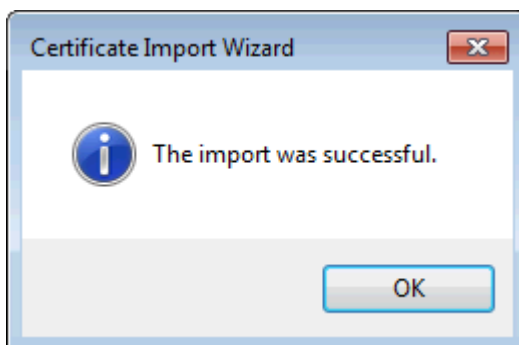 Certificate Import Wizard
The import was successful.
OK